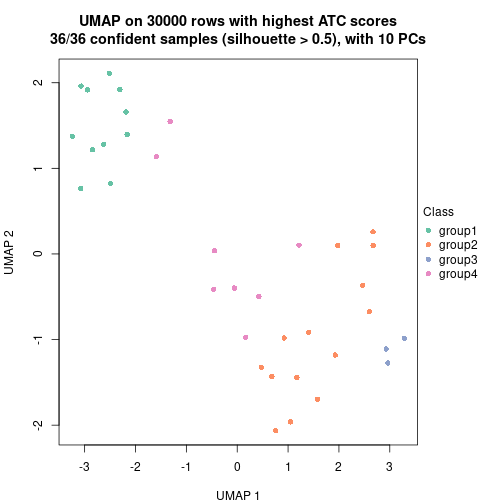 UMAP on 30000 rows with highest ATC scores
36/36 confident samples (silhouette > 0.5), with 10 PCs
2
1
0
-1
-2
UMAP 2
-3
-2
-1
0
1
2
3
UMAP 1
Class
group1
group2
group3
group4